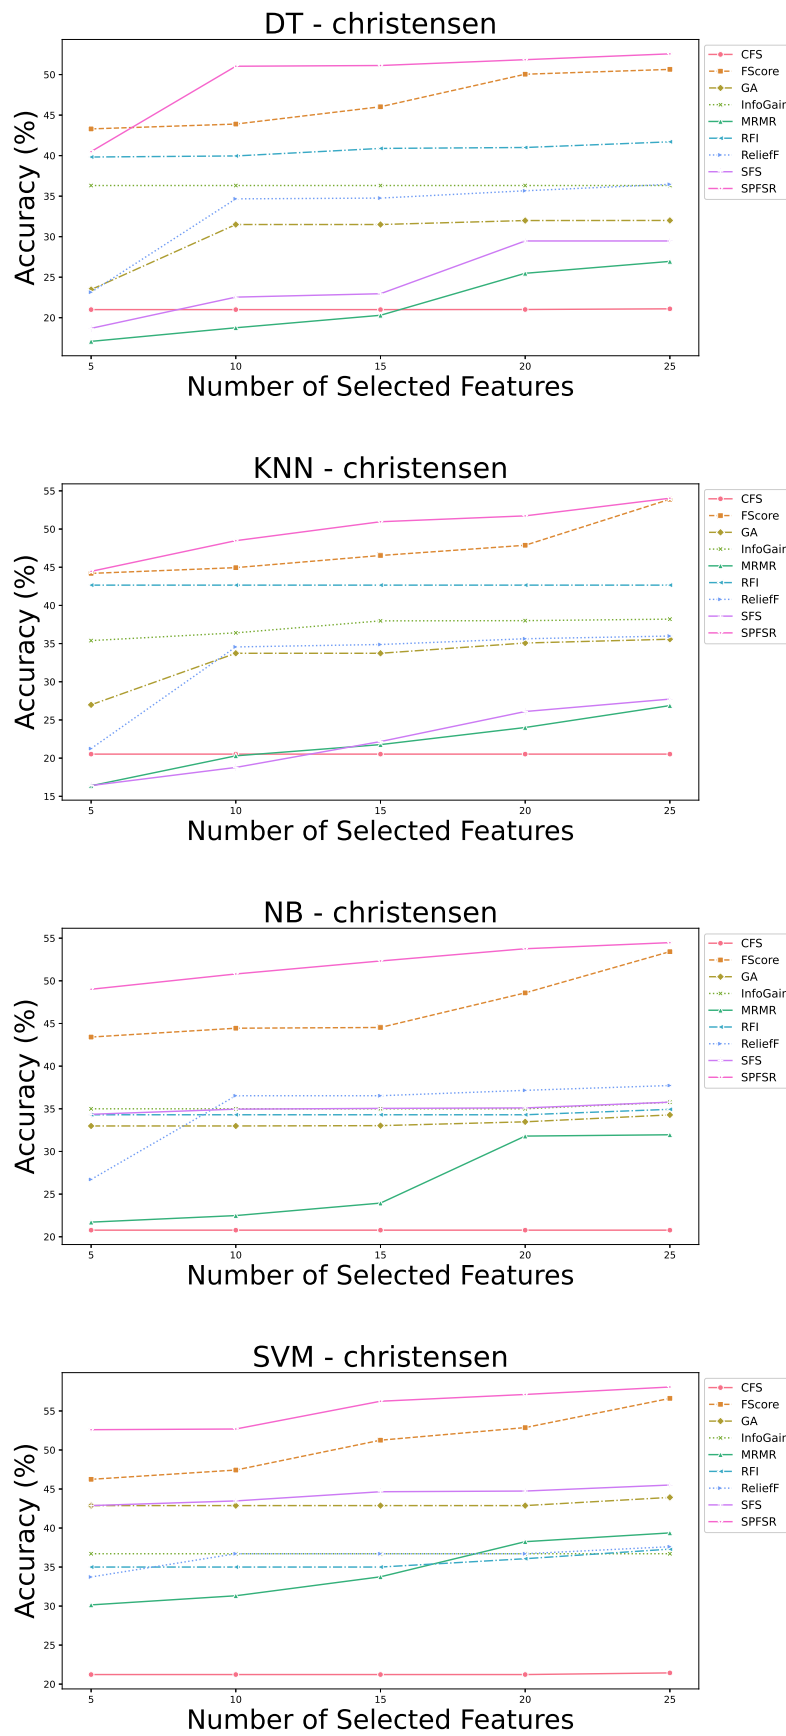 DT - christensen
Accuracy (%)
50
45
40
35
30
25
20
5 10 15 20 25
Number of Selected Features
CFS
FScore
GA
InfoGain
MRMR
RFI
ReliefF
SFS
SPFSR
KNN - christensen
Accuracy (%)
55
50
45
40
35
30
25
20
15
5 10 15 20 25
Number of Selected Features
CFS
FScore
GA
InfoGain
MRMR
RFI
ReliefF
SFS
SPFSR
NB - christensen
Accuracy (%)
55
50
45
40
35
30
25
20
5 10 15 20 25
Number of Selected Features
CFS
FScore
GA
InfoGain
MRMR
RFI
ReliefF
SFS
SPFSR
SVM - christensen
Accuracy (%)
55
50
45
40
35
30
25
20
5 10 15 20 25
Number of Selected Features
CFS
FScore
GA
InfoGain
MRMR
RFI
ReliefF
SFS
SPFSR